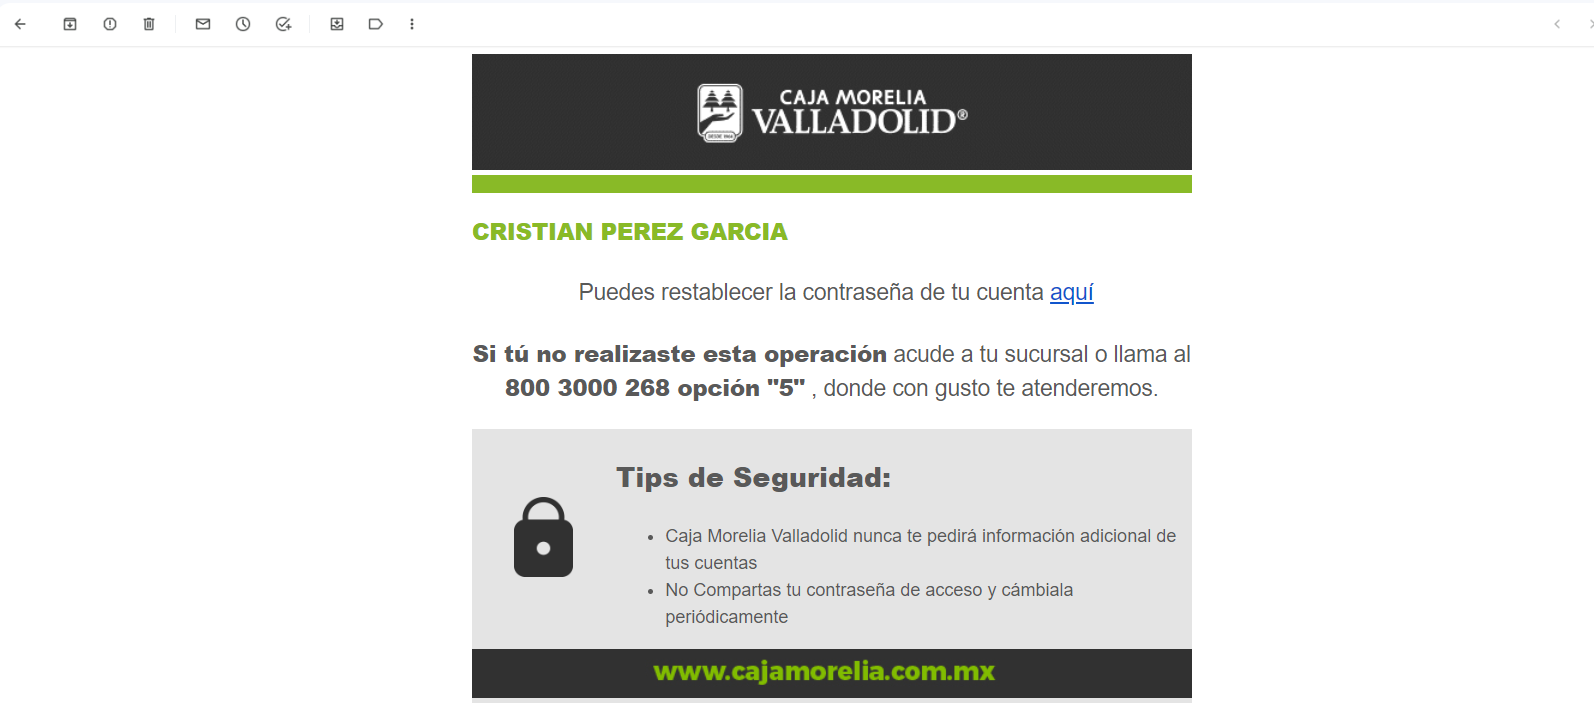 CAJA MORELIA
VALLADOLID®
DESDE 1964
CRISTIAN PEREZ GARCIA
Puedes restablecer la contraseña de tu cuenta aquí
Si tú no realizaste esta operación acude a tu sucursal o llama al
800 3000 268 opción "5" , donde con gusto te atenderemos.
Tips de Seguridad:
• Caja Morelia Valladolid nunca te pedirá información adicional de
tus cuentas
• No Compartas tu contraseña de acceso y cámbiala
periódicamente
www.cajamorelia.com.mx